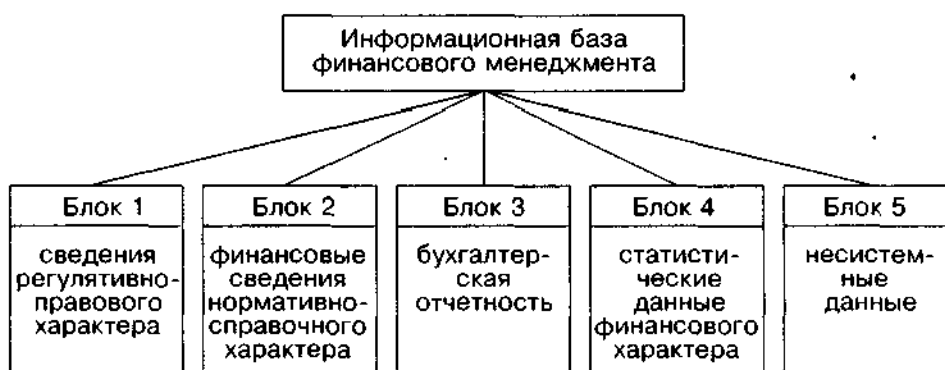 Информационная база
финансового менеджмента
Блок 1
сведения
регулятивно-
правового
характера
Блок 2
финансовые
сведения
нормативно-
справочного
характера
Блок 3
бухгалтер-
ская
отчетность
Блок 4
статисти-
ческие
данные
финансового
характера
Блок 5
несистем-
ные
данные